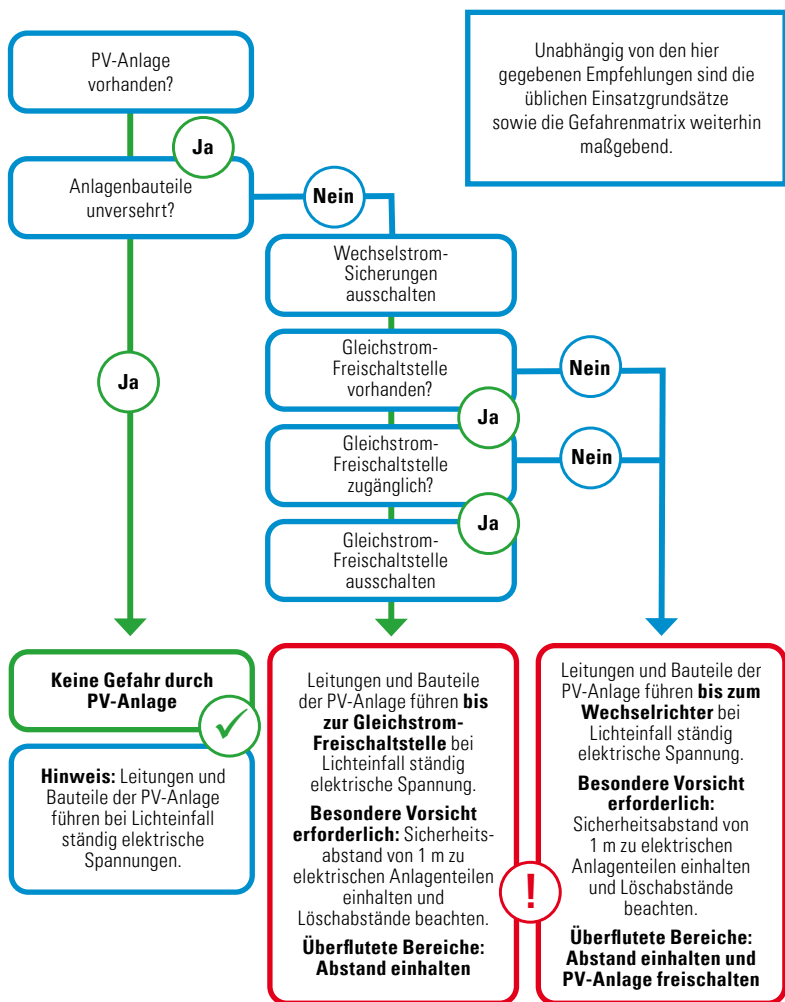 PV-Anlage
vorhanden?
Unabhängig von den hier
gegebenen Empfehlungen sind die
üblichen Einsatzgrundsätze
sowie die Gefahrenmatrix weiterhin
maßgebend.
Ja
Anlagenbauteile
unversehrt?
Nein
Wechselstrom-
Sicherungen
ausschalten
Gleichstrom-
Freischaltstelle
vorhanden?
Nein
Ja
Ja
Gleichstrom-
Freischaltstelle
zugänglich?
Nein
Ja
Gleichstrom-
Freischaltstelle
ausschalten
Keine Gefahr durch
PV-Anlage
Hinweis: Leitungen und
Bauteile der PV-Anlage
führen bei Lichteinfall
ständig elektrische
Spannungen.
Leitungen und Bauteile
der PV-Anlage führen bis
zur Gleichstrom-
Freischaltstelle bei
Lichteinfall ständig
elektrische Spannung.
Besondere Vorsicht
erforderlich: Sicherheits-
abstand von 1 m zu
elektrischen Anlagenteilen
einhalten und
Löschabstände beachten.
Überflutete Bereiche:
Abstand einhalten
!
Leitungen und Bauteile der
PV-Anlage führen bis zum
Wechselrichter bei
Lichteinfall ständig
elektrische Spannung.
Besondere Vorsicht
erforderlich:
Sicherheitsabstand von
1 m zu elektrischen
Anlagenteilen einhalten
und Löschabstände
beachten.
Überflutete Bereiche:
Abstand einhalten und
PV-Anlage freischalten